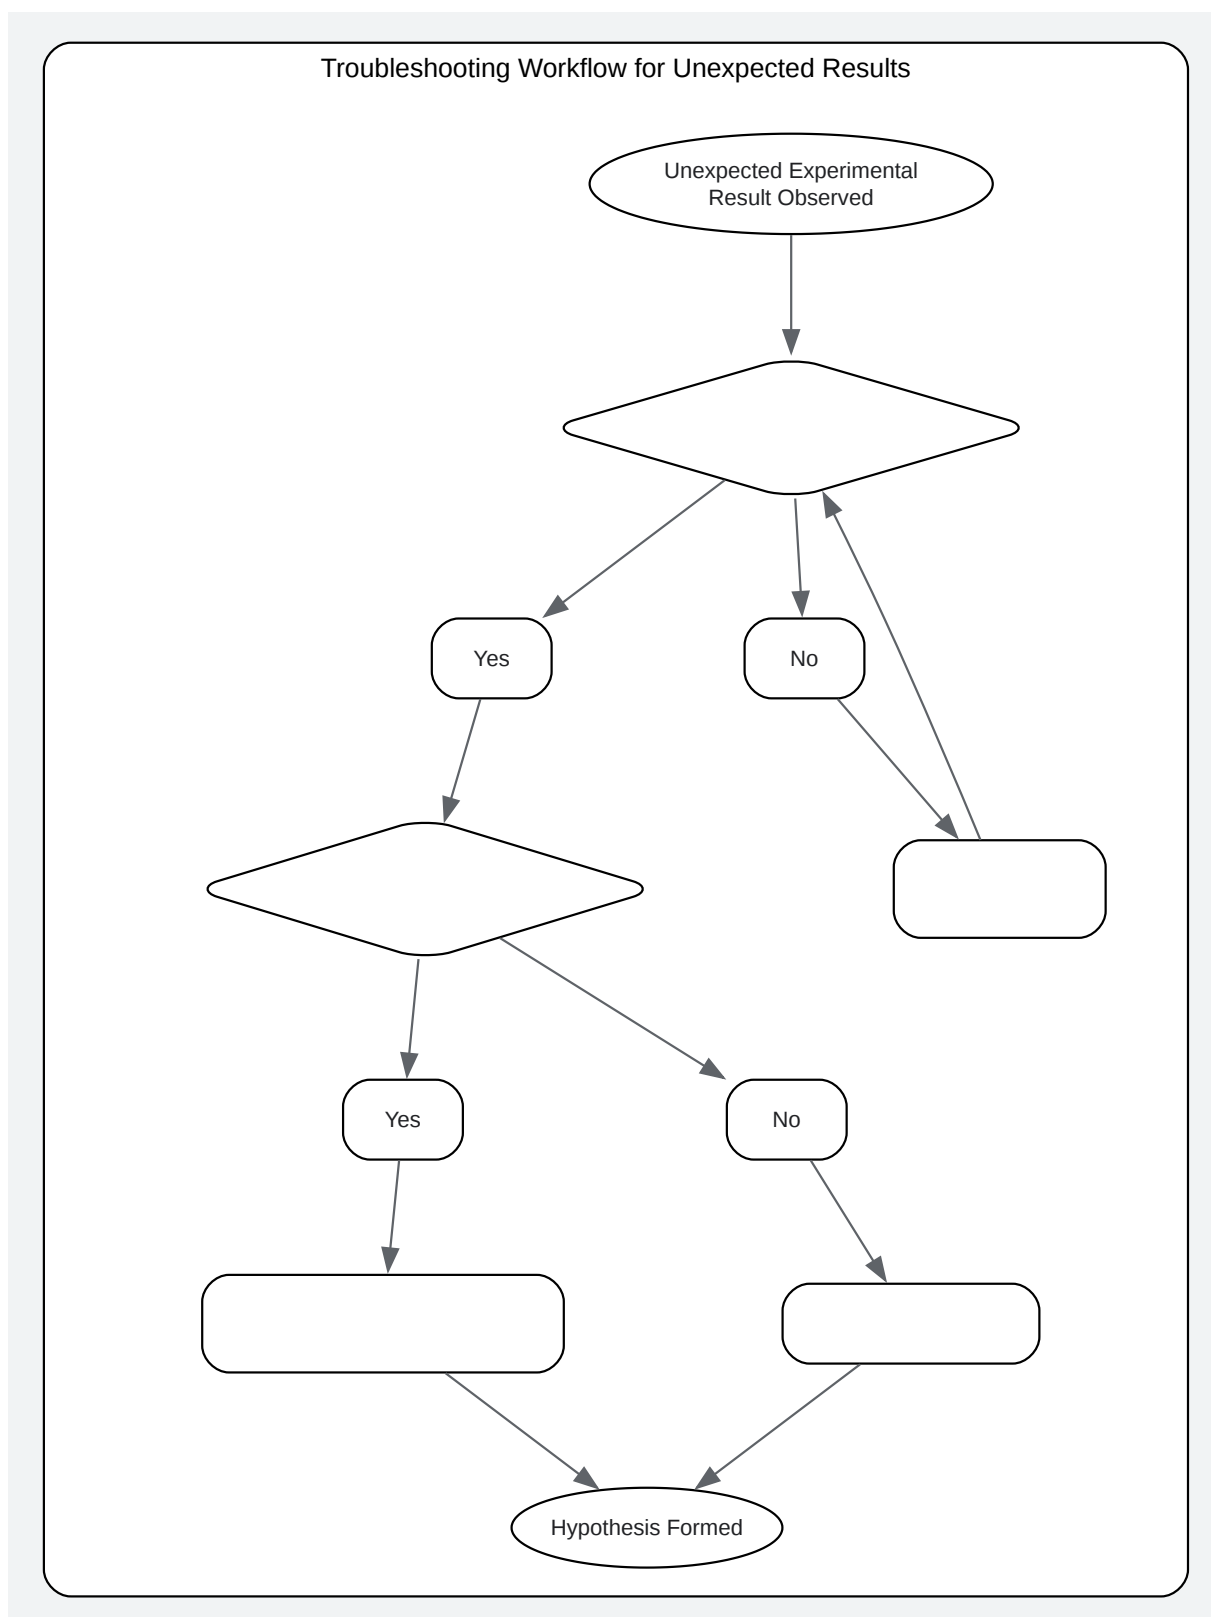 Troubleshooting Workflow for Unexpected Results
Unexpected Experimental
Result Observed
Yes
No
Yes
No
Hypothesis Formed